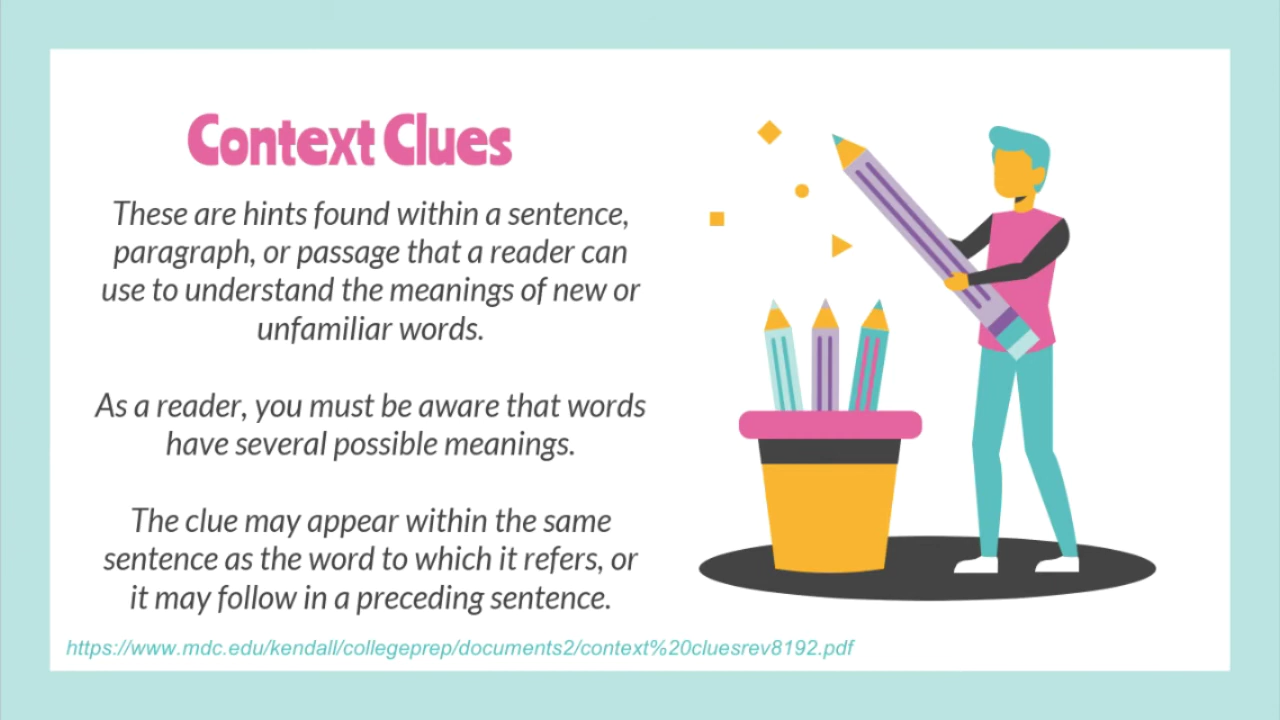 Context Clues
These are hints found within a sentence,
paragraph, or passage that a reader can
use to understand the meanings of new or
unfamiliar words.
As a reader, you must be aware that words
have several possible meanings.
The clue may appear within the same
sentence as the word to which it refers, or
it may follow in a preceding sentence.
https://www.mdc.edu/kendall/collegeprep/documents2/context%20cluesrev8192.pdf